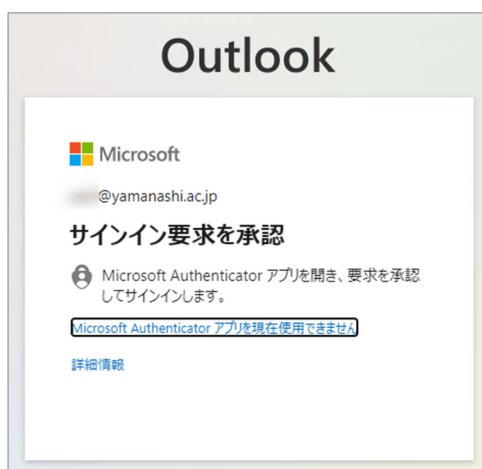 Outlook
Microsoft
@yamanashi.ac.jp
サインイン要求を承認
Microsoft Authenticator アプリを開き、要求を承認
してサインインします。
Microsoft Authenticator アプリを現在使用できません
詳細情報